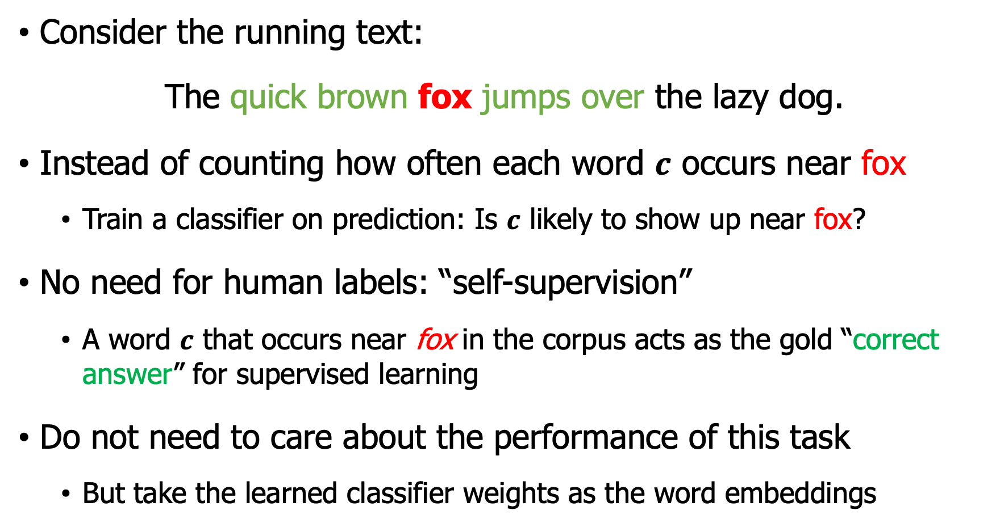 • Consider the running text:
The quick brown fox jumps over the lazy dog.
• Instead of counting how often each word c occurs near fox
• Train a classifier on prediction: Is c likely to show up near fox?
• No need for human labels: “self-supervision”
• A word c that occurs near fox in the corpus acts as the gold “correct
answer” for supervised learning
• Do not need to care about the performance of this task
• But take the learned classifier weights as the word embeddings